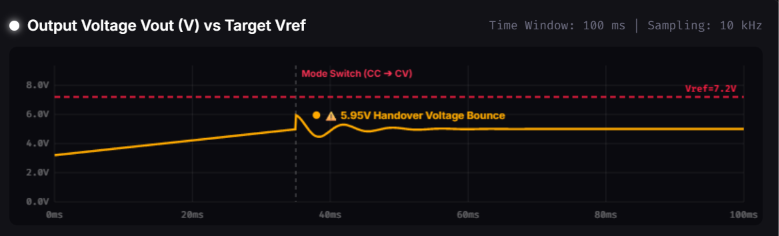 Output Voltage Vout (V) vs Target Vref
Time Window: 100 ms | Sampling: 10 kHz
Mode Switch (CC ➔ CV)
8.0V
Vref=7.2V
6.0V
⚠ 5.95V Handover Voltage Bounce
4.0V
2.0V
0.0V
0ms 20ms 40ms 60ms 80ms 100ms